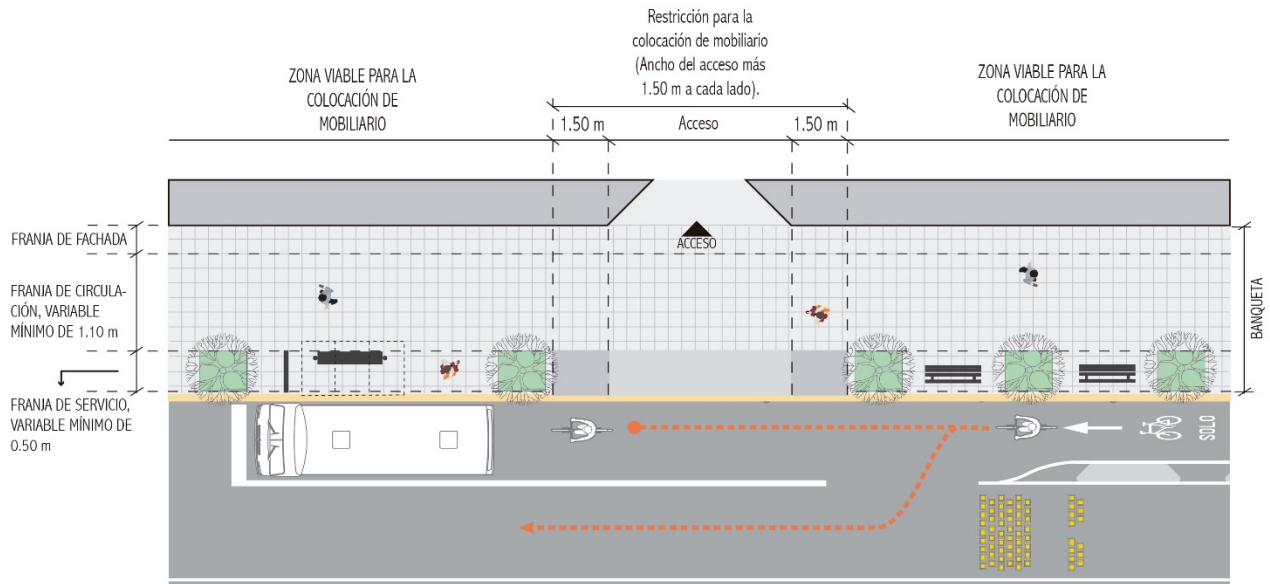 Restricción para la
colocación de mobiliario
(Ancho del acceso más
1.50 m a cada lado).
ZONA VIABLE PARA LA
COLOCACIÓN DE
MOBILIARIO
ZONA VIABLE PARA LA
COLOCACIÓN DE
MOBILIARIO
1.50 m
Acceso
1.50 m
FRANJA DE FACHADA
ACCESO
FRANJA DE CIRCULA-
CIÓN, VARIABLE
MÍNIMO DE 1.10 m
BANQUETA
FRANJA DE SERVICIO,
VARIABLE MÍNIMO DE
0.50 m
SOLO